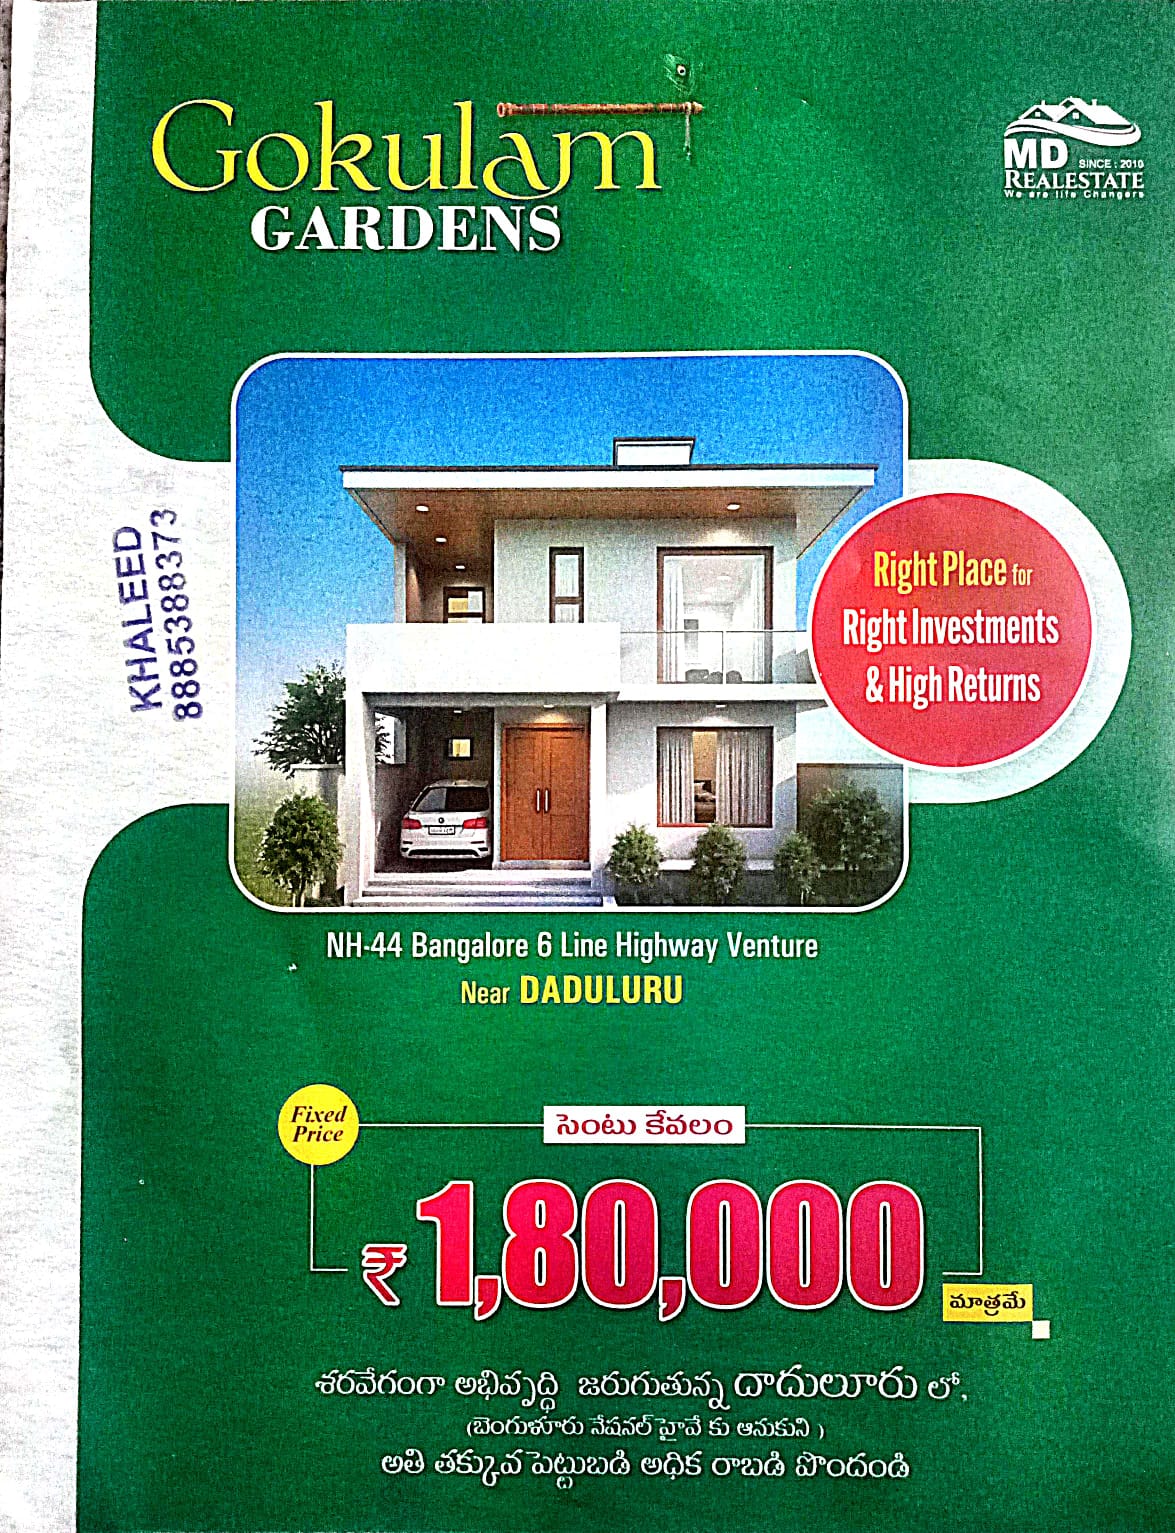 Gokulam
GARDENS
MD
SINCE : 2010
REALESTATE
We are life Changers
KHALEED
8885388373
Right Place for
Right Investments
& High Returns
NH-44 Bangalore 6 Line Highway Venture
Near DADULURU
Fixed
Price
సెంటు కేవలం
₹ 1,80,000
మాత్రమే
శరవేగంగా అభివృద్ధి జరుగుతున్న దాదులూరు లో,
(బెంగుళూరు నేషనల్ హైవే కు ఆనుకుని )
అతి తక్కువ పెట్టుబడి అధిక రాబడి పొందండి